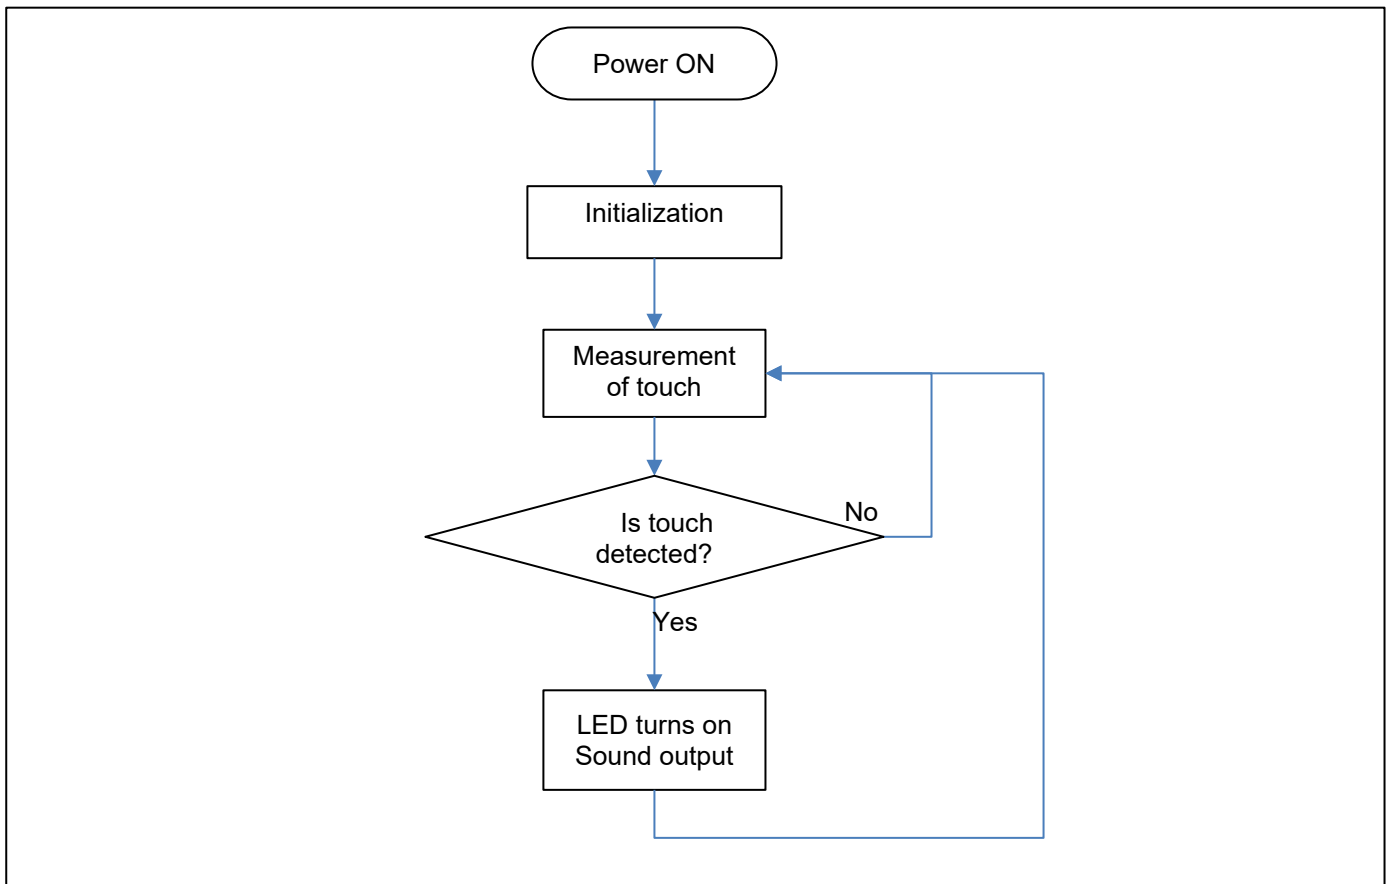 Power ON
Initialization
Measurement
of touch
Is touch
detected?
No
Yes
LED turns on
Sound output